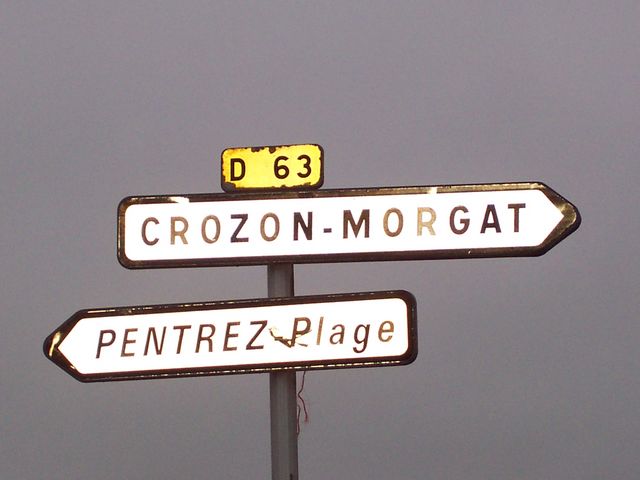 D 63
CROZON-MORGAT
PENTREZ-Plage